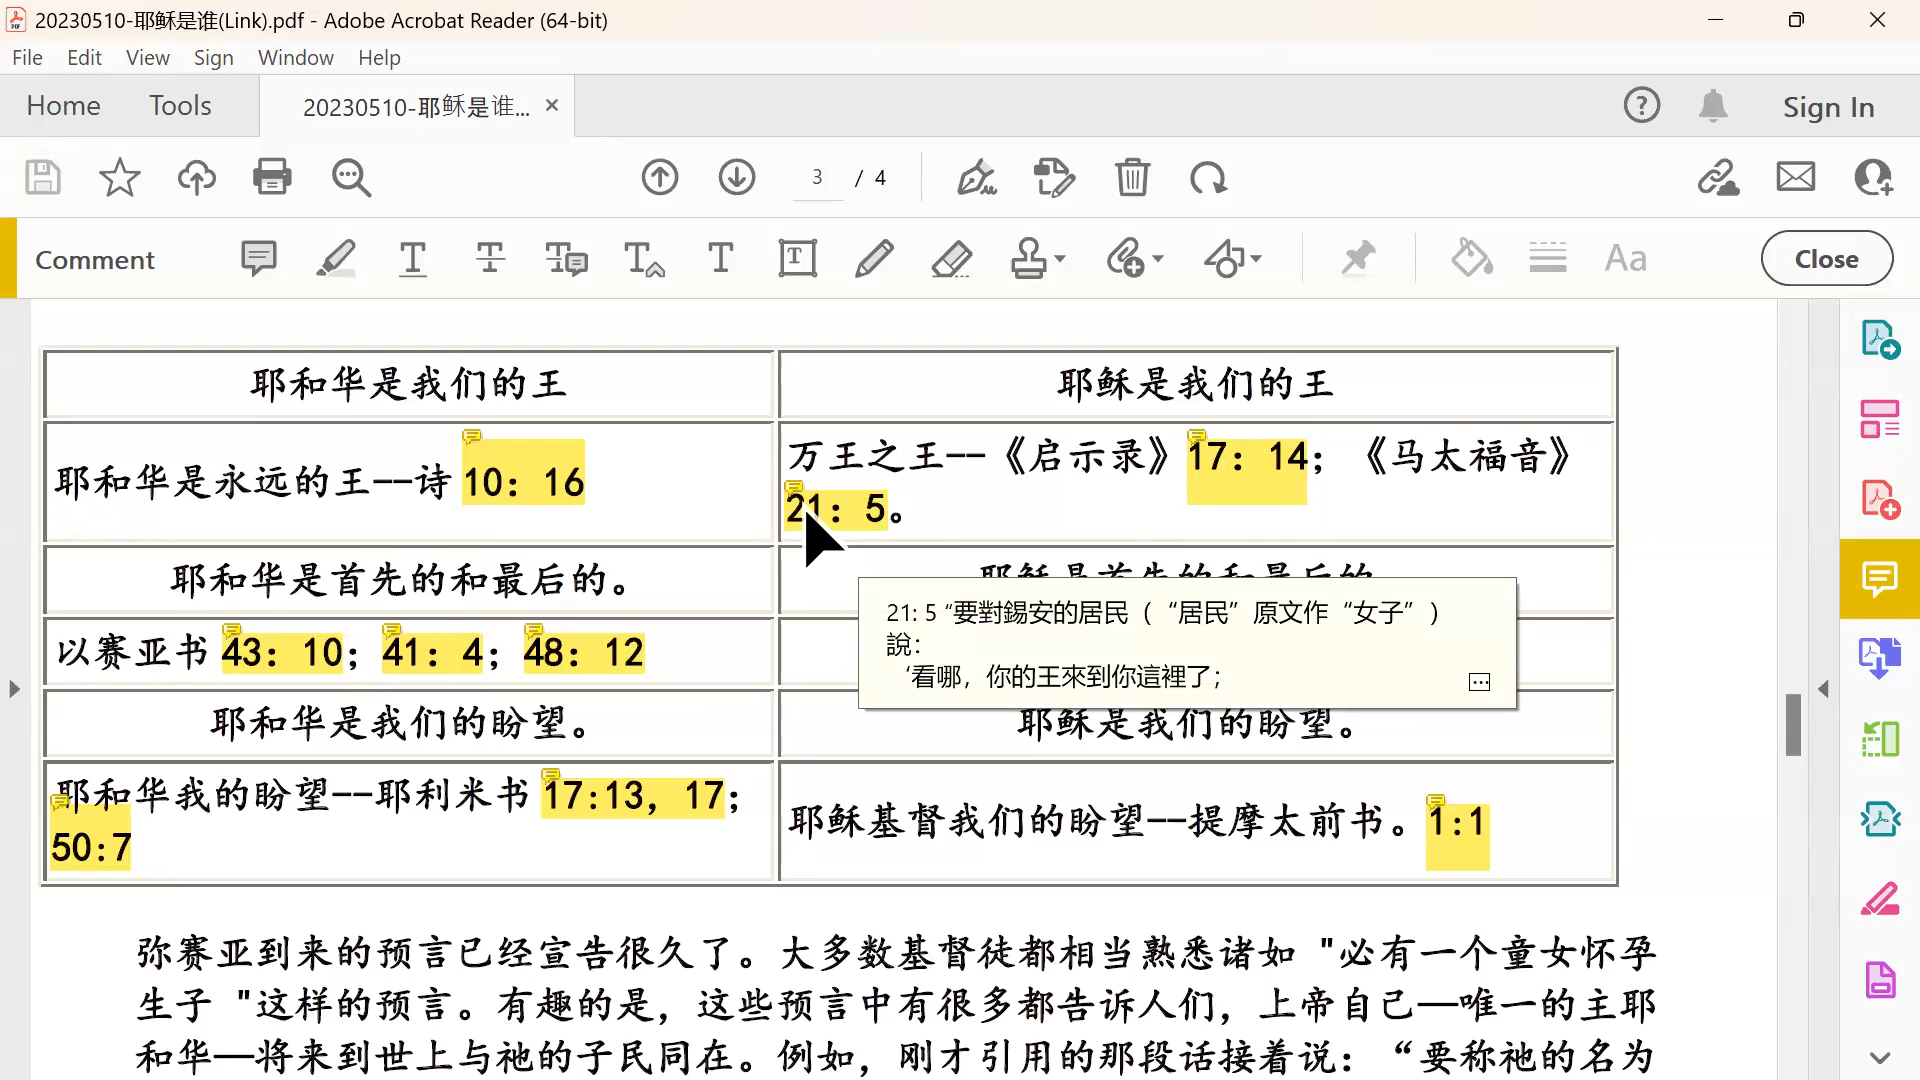 20230510-耶稣是谁(Link).pdf - Adobe Acrobat Reader (64-bit)
File Edit View Sign Window Help
Home Tools 20230510-耶稣是谁... ×
Sign In
3 / 4
Comment
Aa
Close
耶和华是我们的王
耶稣是我们的王
耶和华是永远的王--诗 10: 16
万王之王--《启示录》17: 14; 《马太福音》
21: 5。
耶和华是首先的和最后的。
耶稣是首先的和最后的
以赛亚书 43: 10; 41: 4; 48: 12
21: 5 “要對錫安的居民（“居民”原文作“女子”）
說：
‘看哪，你的王來到你這裡了；
耶和华是我们的盼望。
耶稣是我们的盼望。
耶和华我的盼望--耶利米书 17:13, 17;
50:7
耶稣基督我们的盼望--提摩太前书。1:1
弥赛亚到来的预言已经宣告很久了。大多数基督徒都相当熟悉诸如 "必有一个童女怀孕
生子 "这样的预言。有趣的是，这些预言中有很多都告诉人们，上帝自己—唯一的主耶
和华—将来到世上与祂的子民同在。例如，刚才引用的那段话接着说：“要称祂的名为